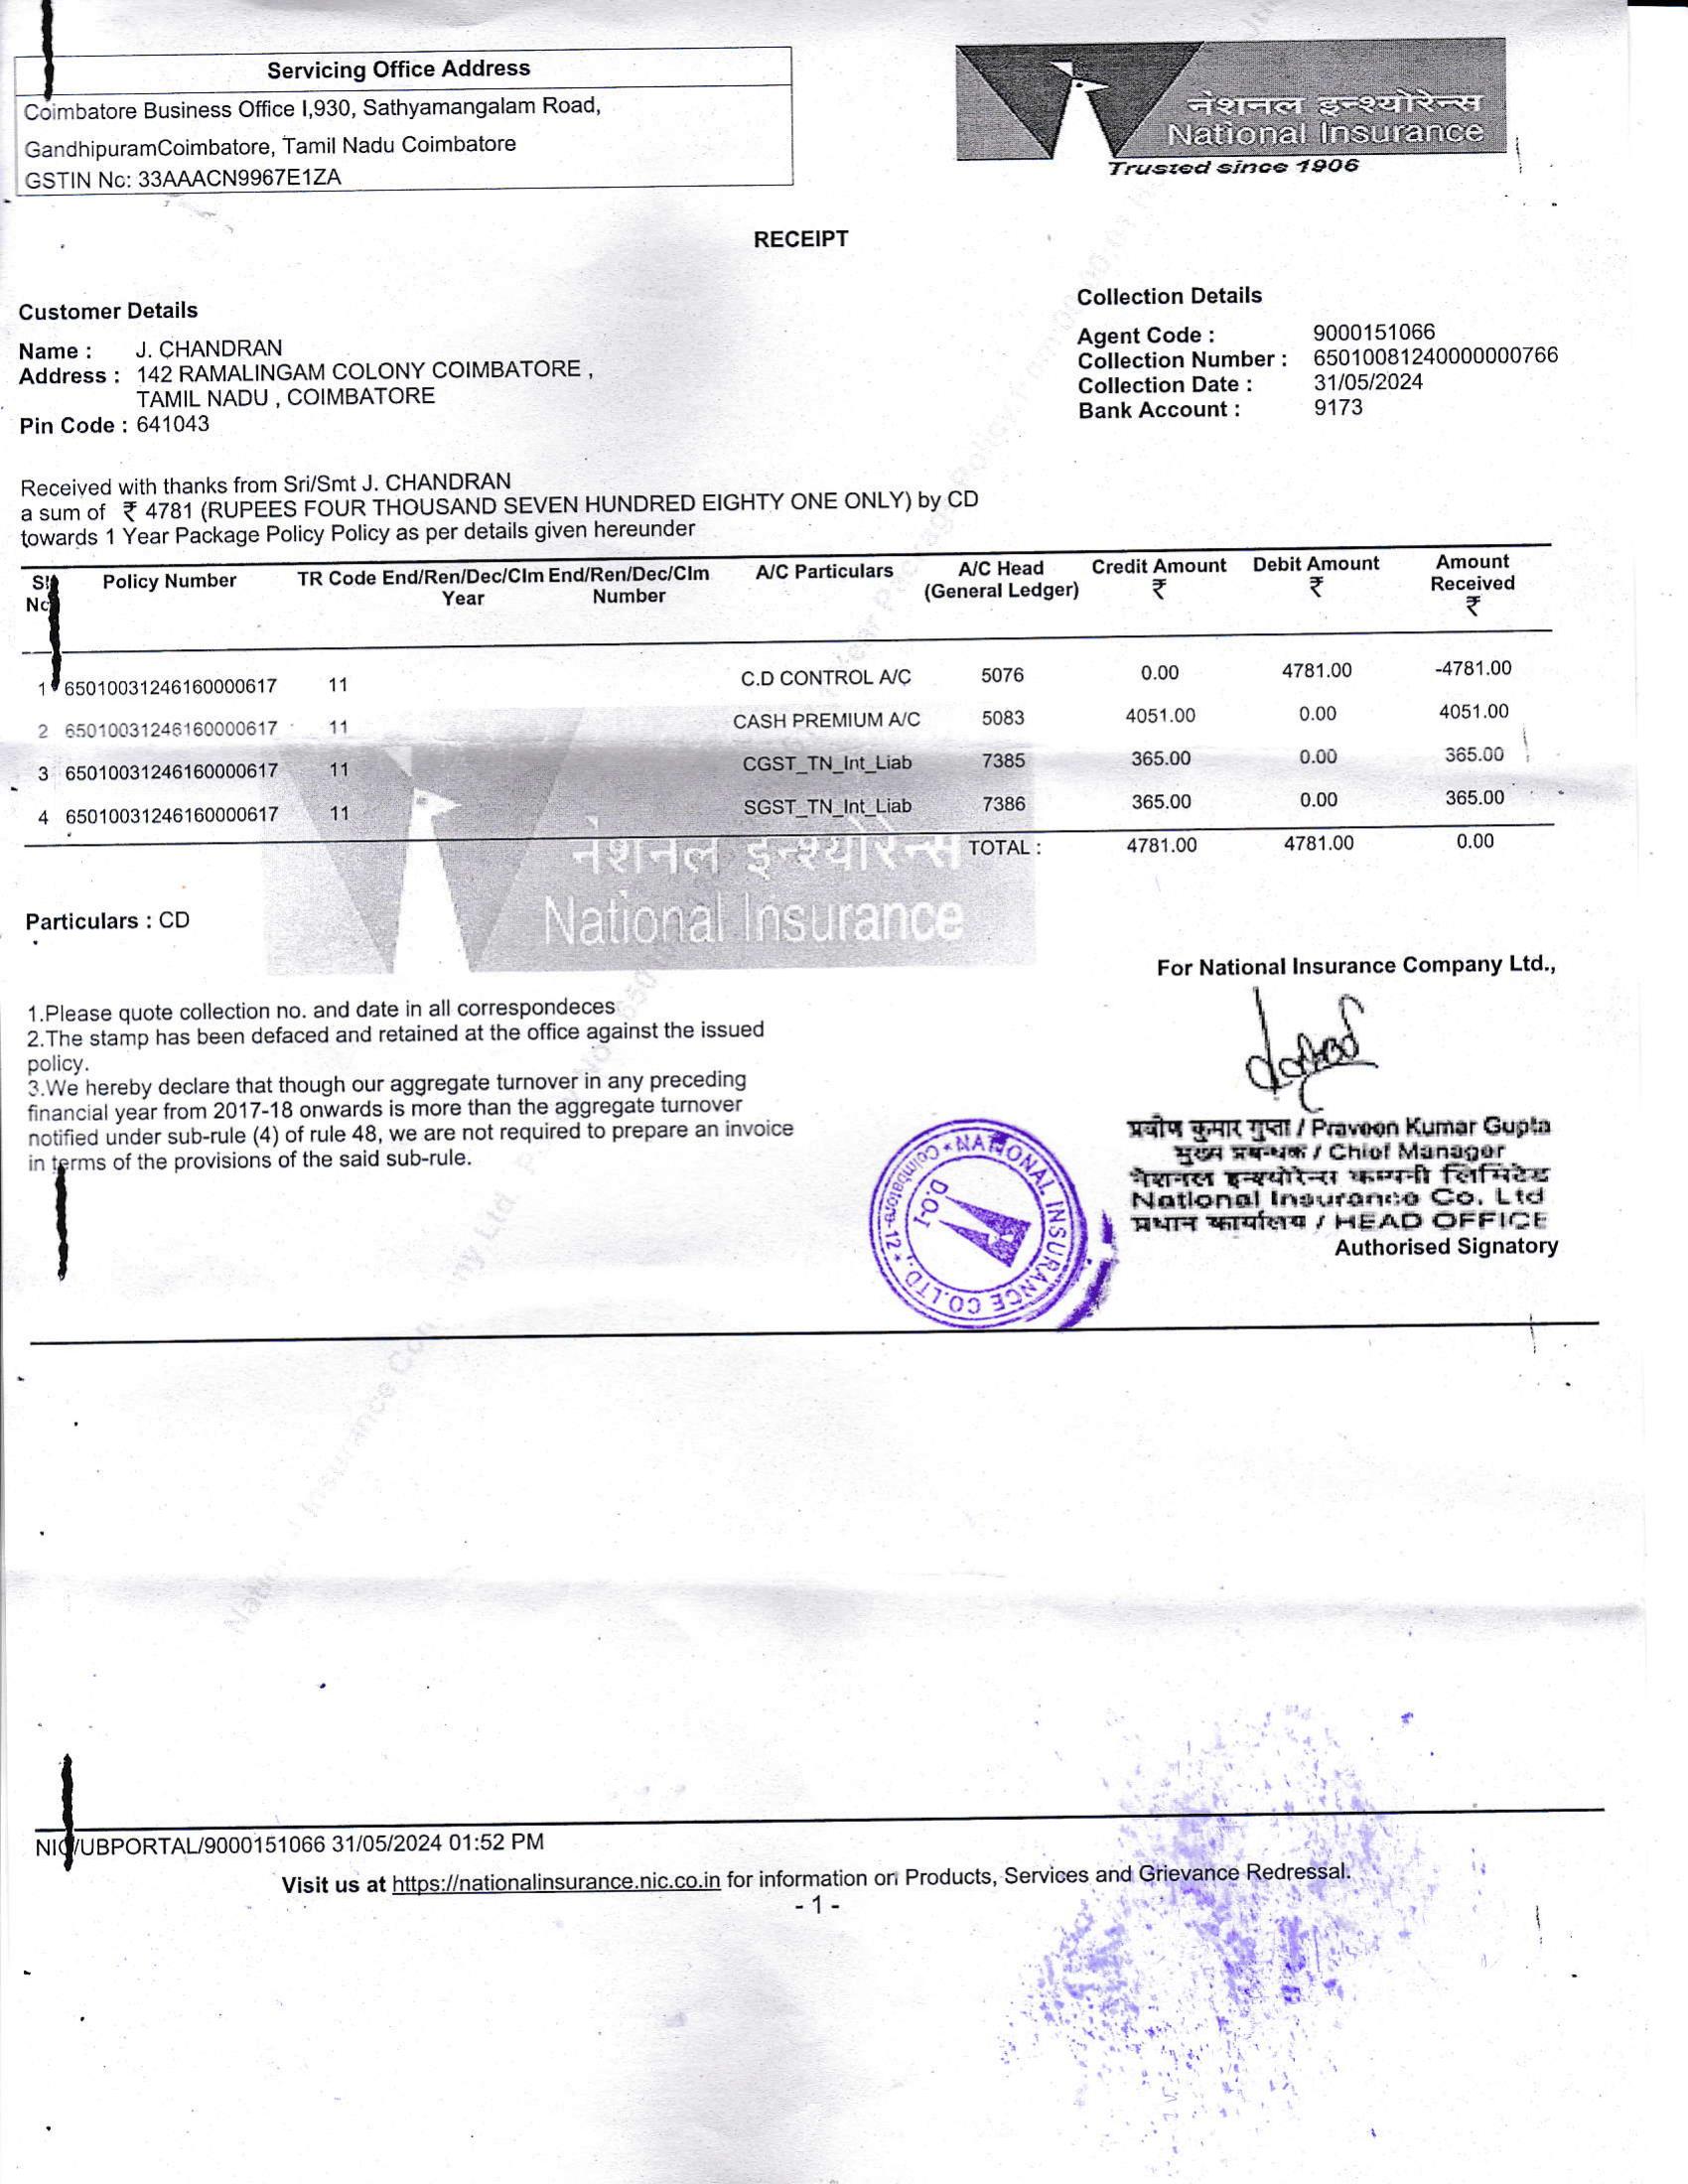 Servicing Office Address
Coimbatore Business Office I,930, Sathyamangalam Road,
GandhipuramCoimbatore, Tamil Nadu Coimbatore
GSTIN No: 33AAACN9967E1ZA
नेशनल इन्श्योरेन्स
National Insurance
Trusted since 1906
RECEIPT
Customer Details
Name : J. CHANDRAN
Address : 142 RAMALINGAM COLONY COIMBATORE ,
TAMIL NADU , COIMBATORE
Pin Code : 641043
Collection Details
Agent Code : 9000151066
Collection Number : 65010081240000000766
Collection Date : 31/05/2024
Bank Account : 9173
Received with thanks from Sri/Smt J. CHANDRAN
a sum of ₹ 4781 (RUPEES FOUR THOUSAND SEVEN HUNDRED EIGHTY ONE ONLY) by CD
towards 1 Year Package Policy Policy as per details given hereunder
Sl Policy Number TR Code End/Ren/Dec/Clm End/Ren/Dec/Clm A/C Particulars A/C Head Credit Amount Debit Amount Amount
No Year Number (General Ledger) ₹ ₹ Received
₹
1 65010031246160000617 11 C.D CONTROL A/C 5076 0.00 4781.00 -4781.00
2 65010031246160000617 11 CASH PREMIUM A/C 5083 4051.00 0.00 4051.00
3 65010031246160000617 11 CGST_TN_Int_Liab 7385 365.00 0.00 365.00
4 65010031246160000617 11 SGST_TN_Int_Liab 7386 365.00 0.00 365.00
TOTAL : 4781.00 4781.00 0.00
नेशनल इन्श्योरेन्स
National Insurance
Particulars : CD
For National Insurance Company Ltd.,
1.Please quote collection no. and date in all correspondeces
2.The stamp has been defaced and retained at the office against the issued
policy.
3.We hereby declare that though our aggregate turnover in any preceding
financial year from 2017-18 onwards is more than the aggregate turnover
notified under sub-rule (4) of rule 48, we are not required to prepare an invoice
in terms of the provisions of the said sub-rule.
NATIONAL INSURANCE CO.LTD. * Coimbatore-12 *
D.O-I
प्रवीण कुमार गुप्ता / Praveen Kumar Gupta
मुख्य प्रबन्धक / Chief Manager
नेशनल इन्श्योरेन्स कम्पनी लिमिटेड
National Insurance Co. Ltd
प्रधान कार्यालय / HEAD OFFICE
Authorised Signatory
NIC/UBPORTAL/9000151066 31/05/2024 01:52 PM
Visit us at https://nationalinsurance.nic.co.in for information on Products, Services and Grievance Redressal.
- 1 -